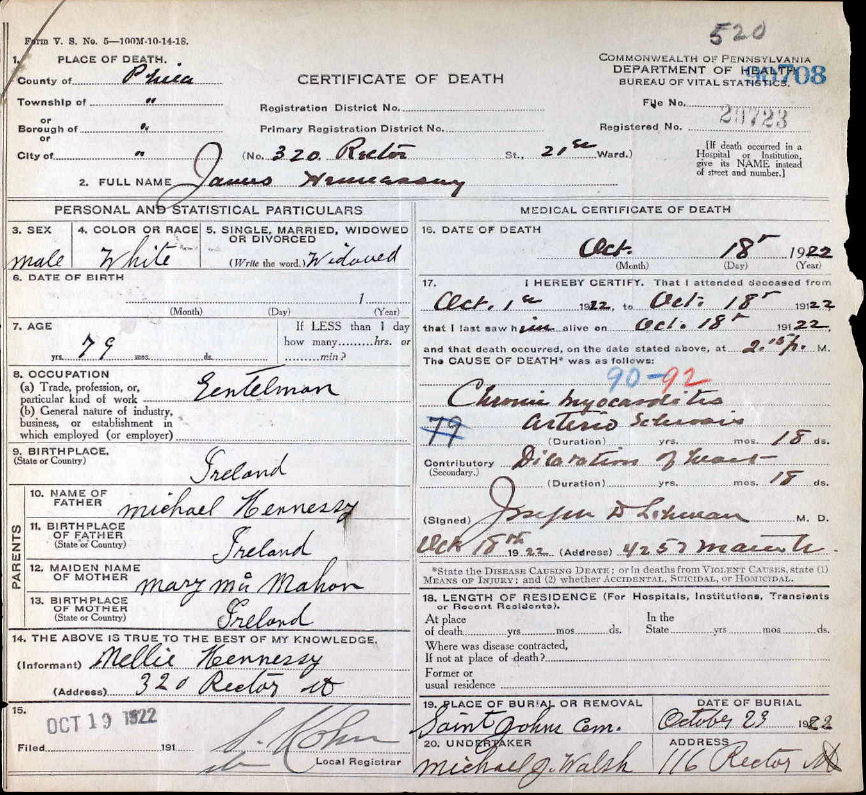 520
Form V. S. No. 5—100M-10-14-18.
1. PLACE OF DEATH.
County of Phila
Township of "
or
Borough of "
or
City of "
CERTIFICATE OF DEATH
COMMONWEALTH OF PENNSYLVANIA
DEPARTMENT OF HEALTH
BUREAU OF VITAL STATISTICS.
708
Registration District No.
File No.
Primary Registration District No.
Registered No. 20723
(No. 320 Rector St., 21st Ward.)
[If death occurred in a
Hospital or Institution,
give its NAME instead
of street and number.]
2. FULL NAME James Hennessy
PERSONAL AND STATISTICAL PARTICULARS
3. SEX
male
4. COLOR OR RACE
White
5. SINGLE, MARRIED, WIDOWED
OR DIVORCED
(Write the word.) Widowed
6. DATE OF BIRTH
1
(Month) (Day) (Year)
7. AGE
79 yrs. mos. ds.
If LESS than 1 day
how many hrs. or
min?
8. OCCUPATION
(a) Trade, profession, or,
particular kind of work Gentelman
(b) General nature of industry,
business, or establishment in
which employed (or employer)
9. BIRTHPLACE.
(State or Country)
Ireland
PARENTS
10. NAME OF
FATHER
michael Hennessy
11. BIRTHPLACE
OF FATHER
(State or Country)
Ireland
12. MAIDEN NAME
OF MOTHER
mary mc Mahon
13. BIRTHPLACE
OF MOTHER
(State or Country)
Ireland
14. THE ABOVE IS TRUE TO THE BEST OF MY KNOWLEDGE.
(Informant) Nellie Hennessy
(Address) 320 Rector st
15.
OCT 19 1922
Filed 191
Local Registrar
MEDICAL CERTIFICATE OF DEATH
16. DATE OF DEATH
Oct. 18th 1922
(Month) (Day) (Year)
17. I HEREBY CERTIFY. That I attended deceased from
Oct. 1st 1922, to Oct. 18th 19122
that I last saw him alive on Oct. 18th 19122,
and that death occurred, on the date stated above, at 2.15 P. M.
The CAUSE OF DEATH* was as follows:
90-92
Chronic Myocarditis
Arterio Sclerosis
79
(Duration) yrs. mos. 18 ds.
Contributory Dilatation of heart
(Secondary.)
(Duration) yrs. mos. 18 ds.
(Signed) Joseph D M. D.
Oct 18th 1922 (Address) 4257
*State the DISEASE CAUSING DEATH; or in deaths from VIOLENT CAUSES, state (1)
MEANS OF INJURY; and (2) whether ACCIDENTAL, SUICIDAL, or HOMICIDAL.
18. LENGTH OF RESIDENCE (For Hospitals, Institutions, Transients
or Recent Residents).
At place In the
of death yrs mos ds. State yrs mos ds.
Where was disease contracted,
If not at place of death?
Former or
usual residence
19. PLACE OF BURIAL OR REMOVAL
Saint Johns Cem.
DATE OF BURIAL
October 23 1922
20. UNDERTAKER
michael J. Walsh
ADDRESS
116 Rector st